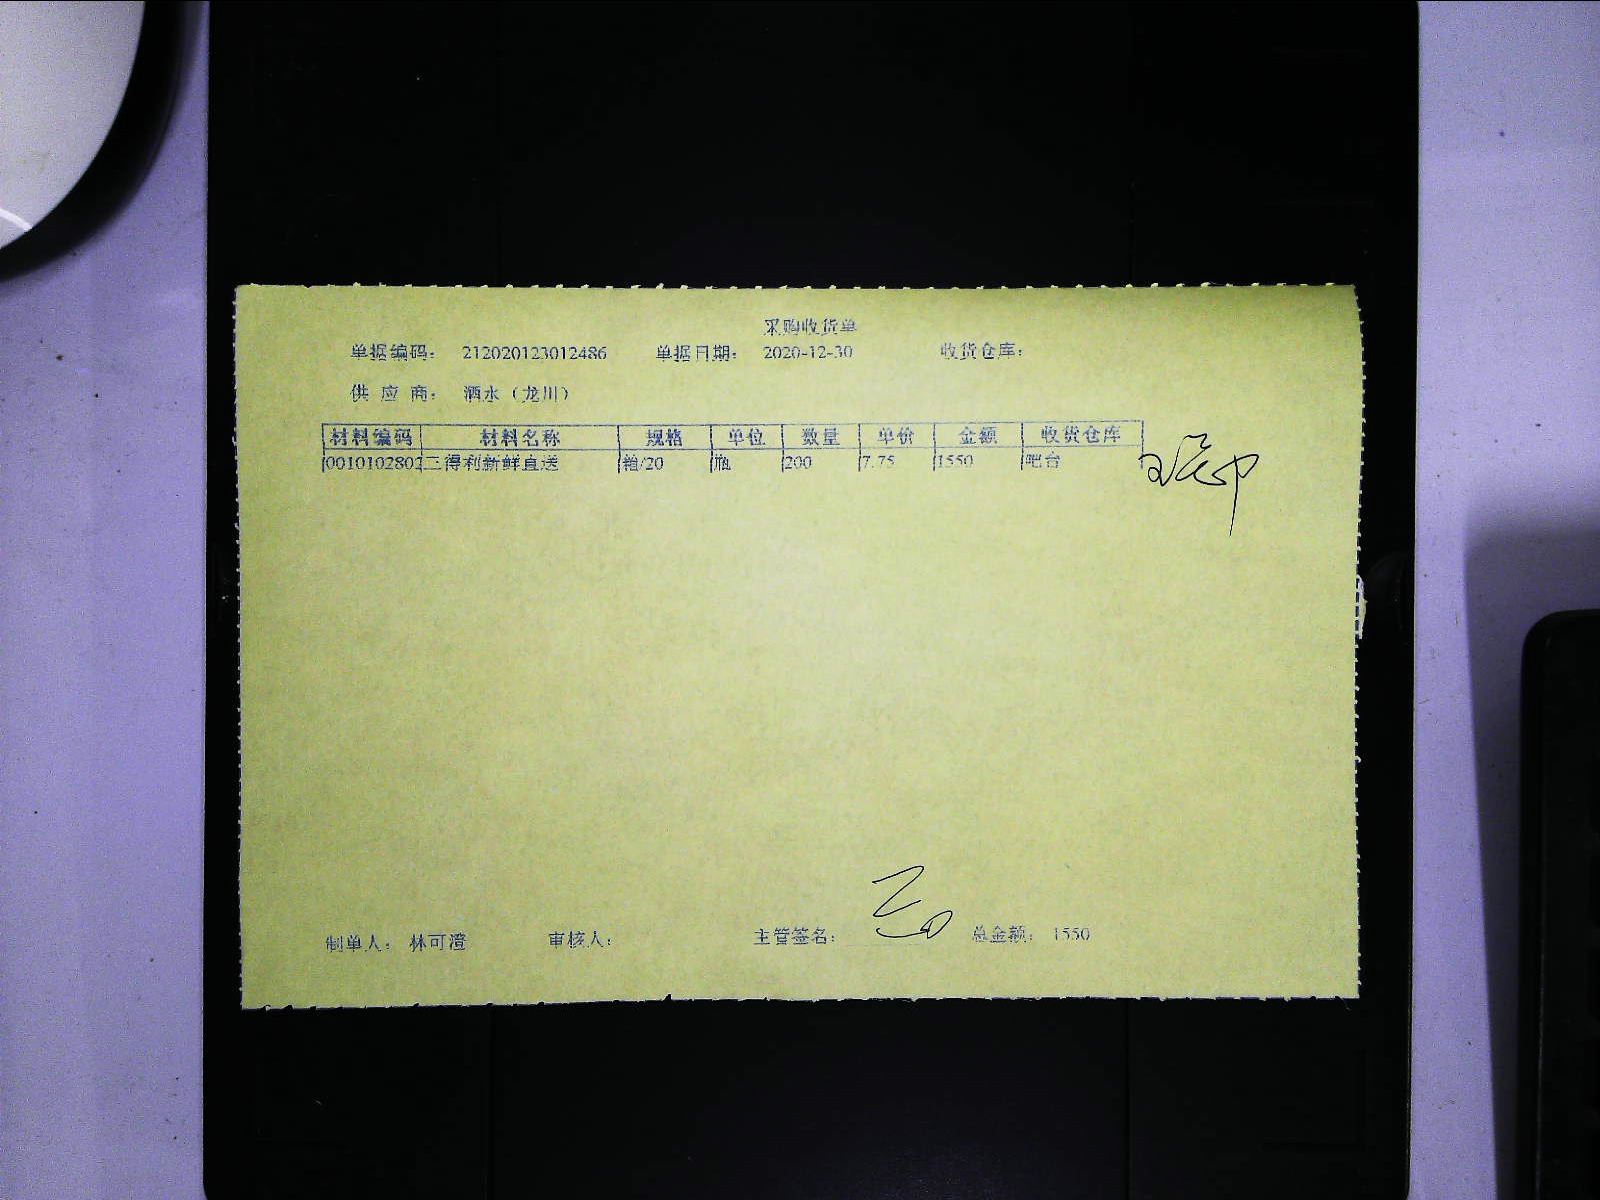 采购收货单
单据编码： 212020123012486 单据日期： 2020-12-30 收货仓库：
供 应 商： 酒水（龙川）
材料编码 材料名称 规格 单位 数量 单价 金额 收货仓库
0010102802 三得利新鲜直送 箱/20 瓶 200 7.75 1550 吧台
制单人： 林可澄 审核人： 主管签名： 总金额： 1550